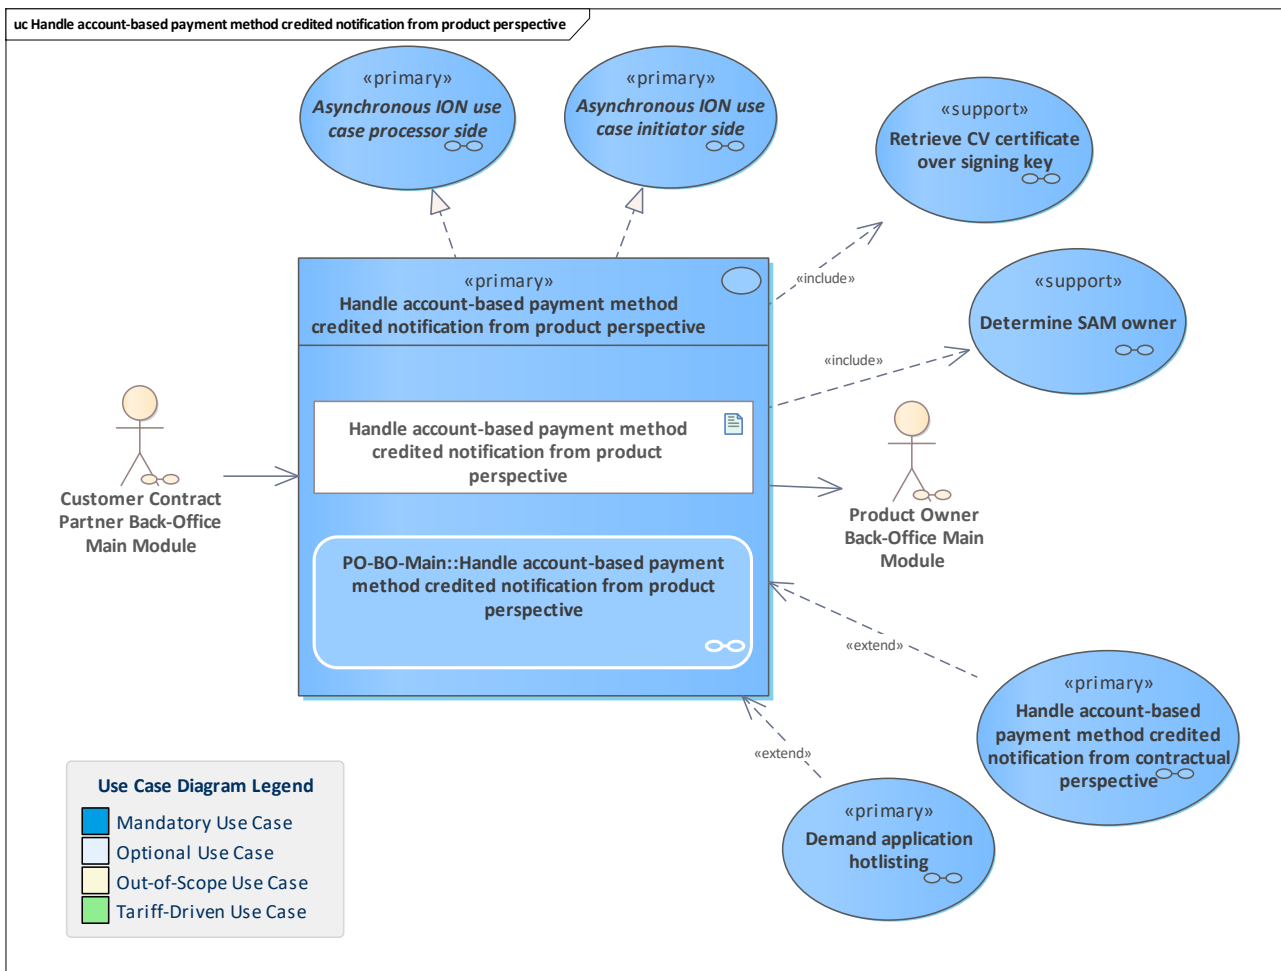 uc Handle account-based payment method credited notification from product perspective
«primary»
Asynchronous ION use
case processor side
«primary»
Asynchronous ION use
case initiator side
«support»
Retrieve CV certificate
over signing key
«primary»
Handle account-based payment method
credited notification from product perspective
«include»
«support»
Determine SAM owner
«include»
Handle account-based payment method
credited notification from product
perspective
Customer Contract
Partner Back-Office
Main Module
Product Owner
Back-Office Main
Module
PO-BO-Main::Handle account-based payment
method credited notification from product
perspective
«extend»
«primary»
Handle account-based
payment method credited
notification from contractual
perspective
«extend»
«primary»
Demand application
hotlisting
Use Case Diagram Legend
Mandatory Use Case
Optional Use Case
Out-of-Scope Use Case
Tariff-Driven Use Case